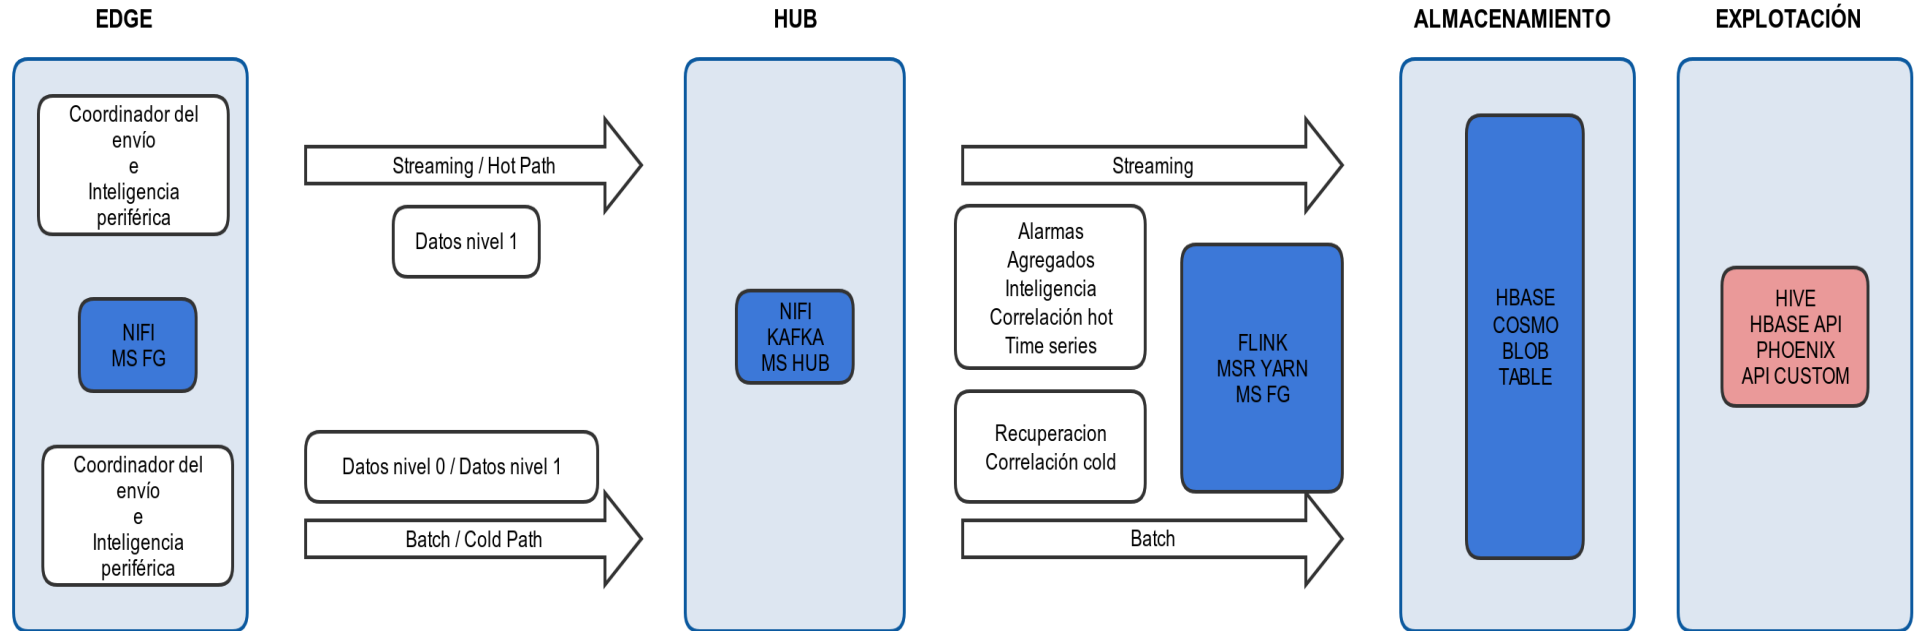 EDGE
HUB
ALMACENAMIENTO
EXPLOTACIÓN
Coordinador del
envío
e
Inteligencia
periférica
NIFI
MS FG
Coordinador del
envío
e
Inteligencia
periférica
Streaming / Hot Path
Datos nivel 1
Datos nivel 0 / Datos nivel 1
Batch / Cold Path
NIFI
KAFKA
MS HUB
Streaming
Alarmas
Agregados
Inteligencia
Correlación hot
Time series
Recuperacion
Correlación cold
FLINK
MSR YARN
MS FG
Batch
HBASE
COSMO
BLOB
TABLE
HIVE
HBASE API
PHOENIX
API CUSTOM